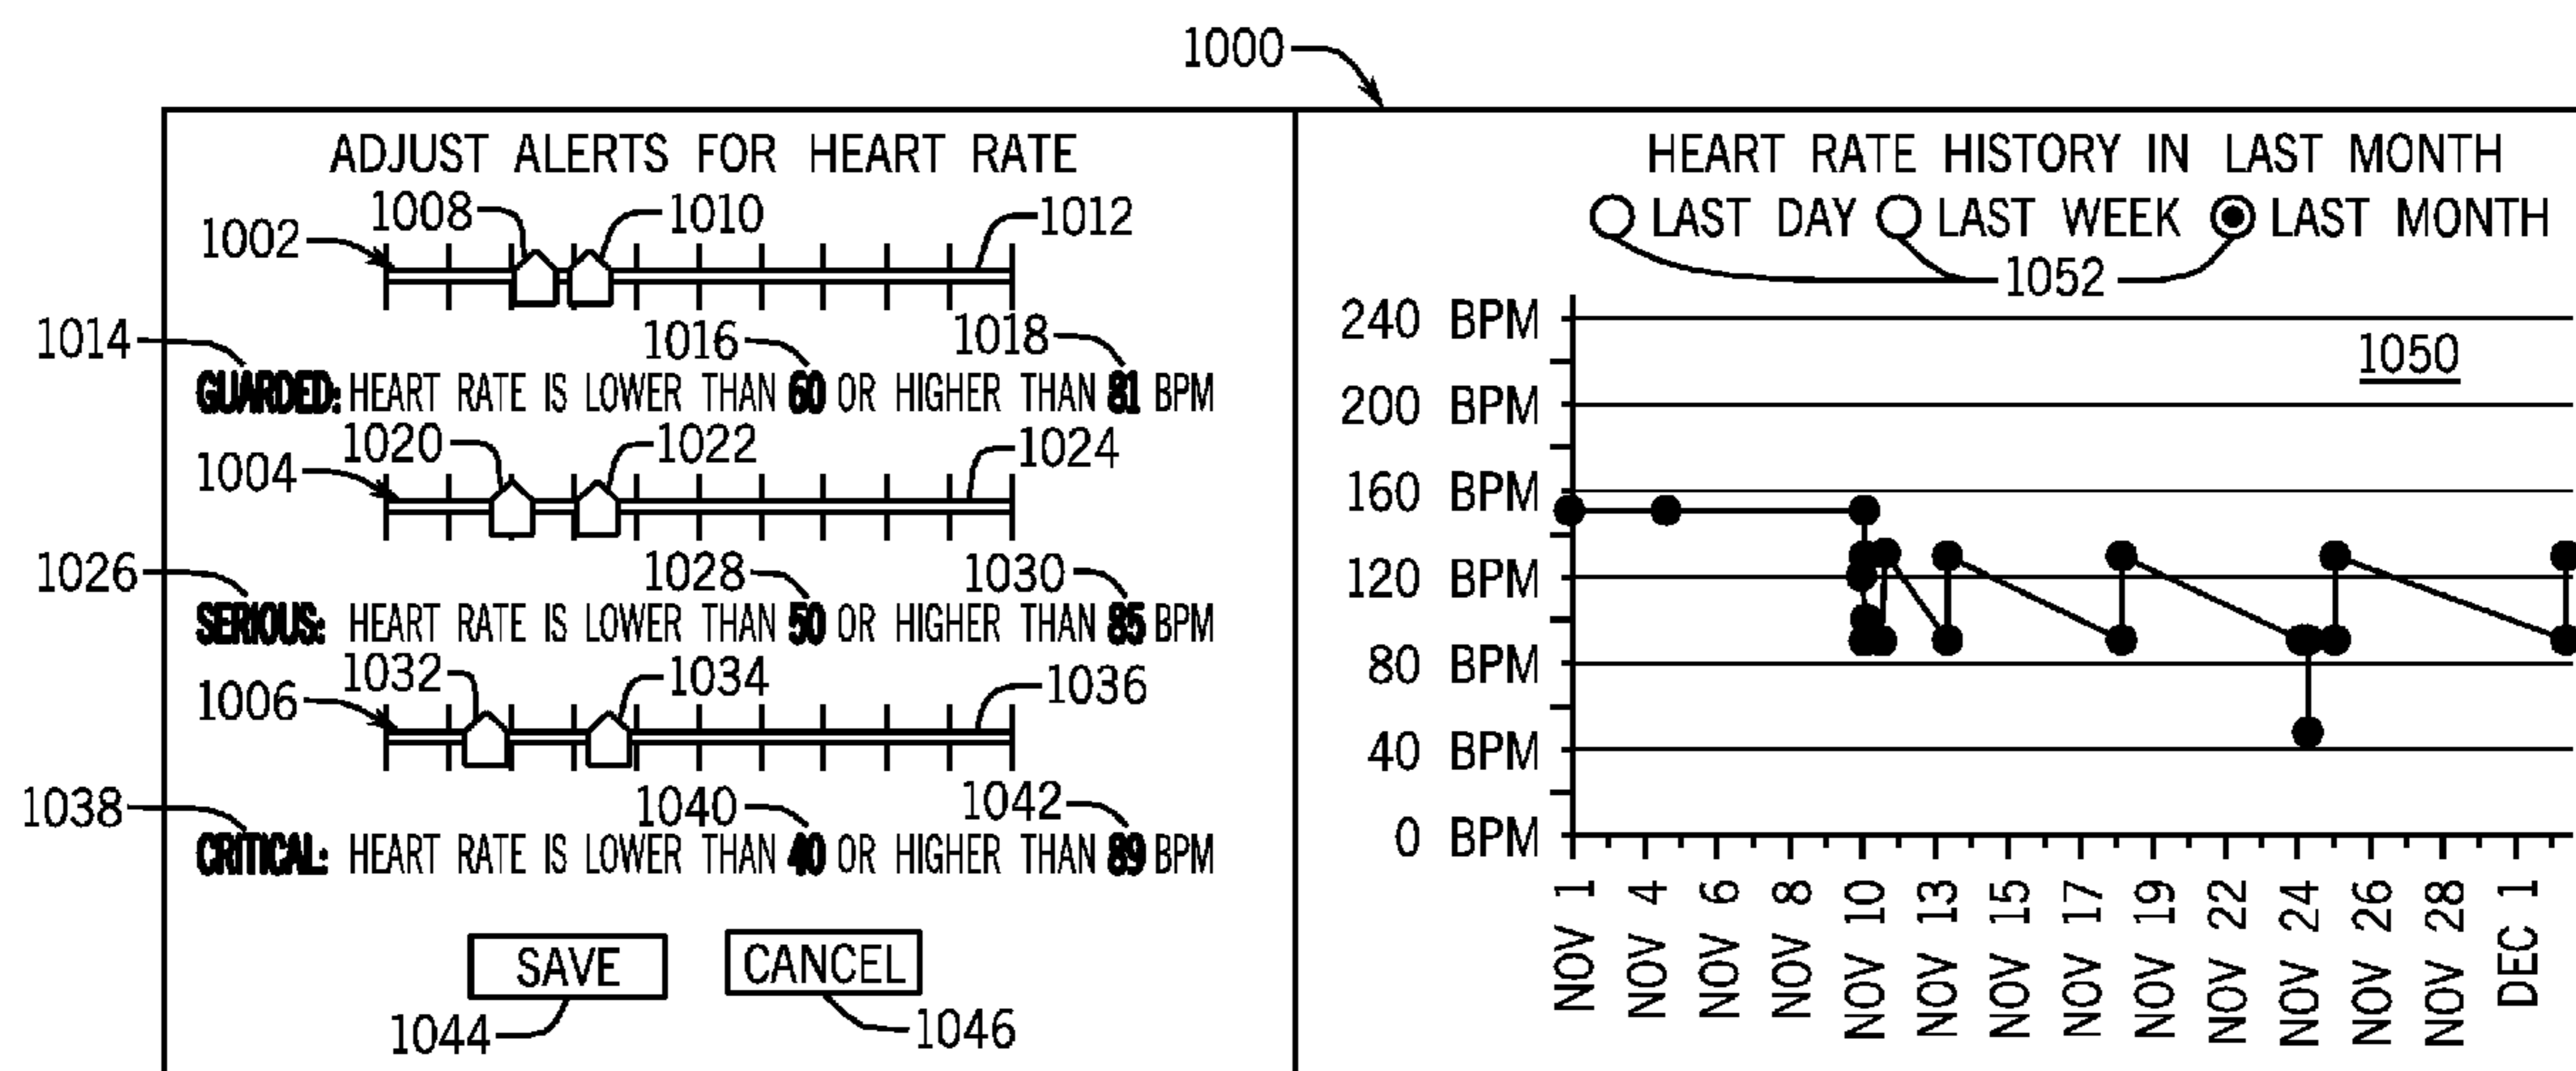 1000
ADJUST ALERTS FOR HEART RATE
1002 1008 1010 1012
1014 1016 1018
GUARDED: HEART RATE IS LOWER THAN 60 OR HIGHER THAN 81 BPM
1004 1020 1022 1024
1026 1028 1030
SERIOUS: HEART RATE IS LOWER THAN 50 OR HIGHER THAN 85 BPM
1006 1032 1034 1036
1038 1040 1042
CRITICAL: HEART RATE IS LOWER THAN 40 OR HIGHER THAN 89 BPM
SAVE CANCEL
1044 1046
HEART RATE HISTORY IN LAST MONTH
LAST DAY LAST WEEK LAST MONTH
1052
240 BPM
1050
200 BPM
160 BPM
120 BPM
80 BPM
40 BPM
0 BPM
NOV 1
NOV 4
NOV 6
NOV 8
NOV 10
NOV 13
NOV 15
NOV 17
NOV 19
NOV 22
NOV 24
NOV 26
NOV 28
DEC 1